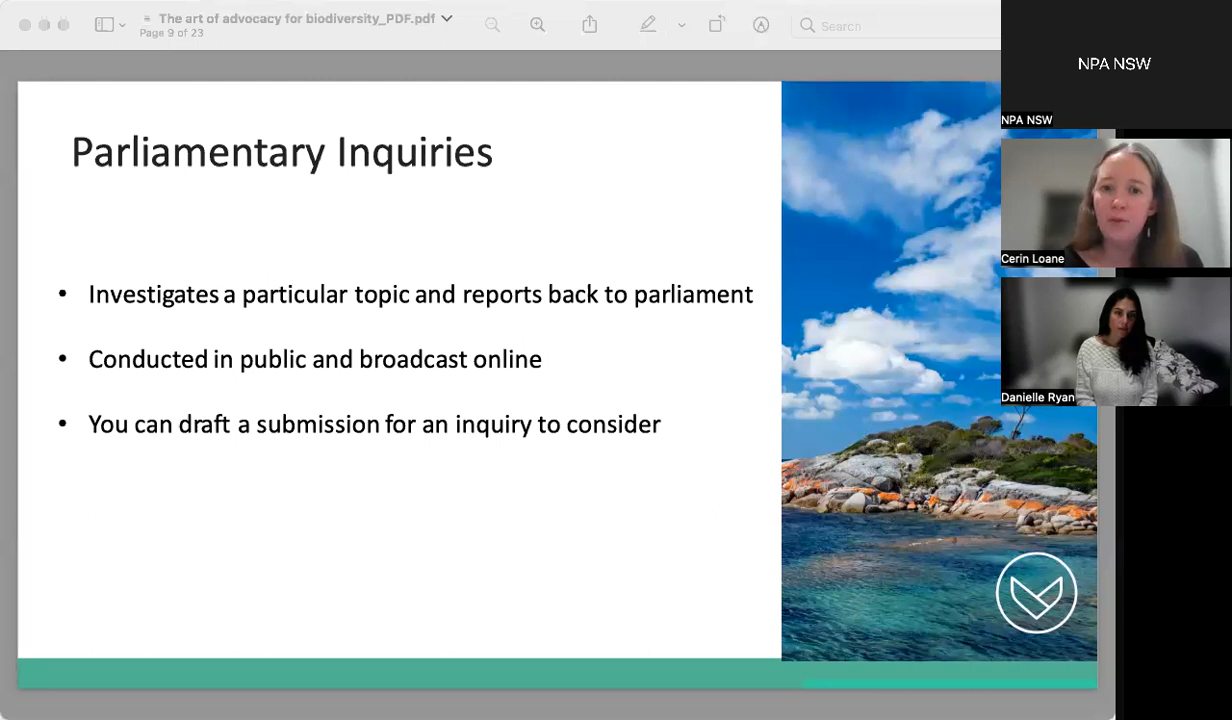 The art of advocacy for biodiversity_PDF.pdf
Page 9 of 23
Search
NPA NSW
NPA NSW
Parliamentary Inquiries
Cerin Loane
• Investigates a particular topic and reports back to parliament
• Conducted in public and broadcast online
Danielle Ryan
• You can draft a submission for an inquiry to consider